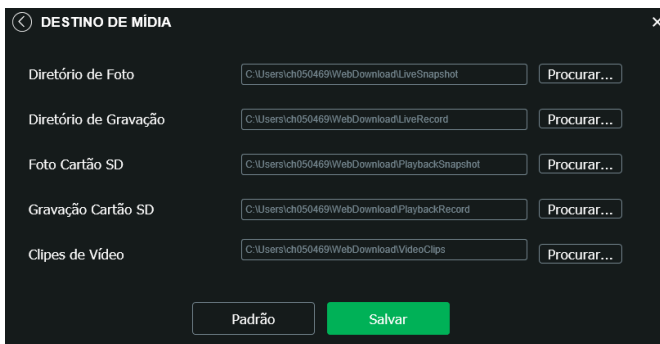 DESTINO DE MÍDIA ×
Diretório de Foto C:\Users\ch050469\WebDownload\LiveSnapshot Procurar...
Diretório de Gravação C:\Users\ch050469\WebDownload\LiveRecord Procurar...
Foto Cartão SD C:\Users\ch050469\WebDownload\PlaybackSnapshot Procurar...
Gravação Cartão SD C:\Users\ch050469\WebDownload\PlaybackRecord Procurar...
Clipes de Vídeo C:\Users\ch050469\WebDownload\VideoClips Procurar...
Padrão Salvar